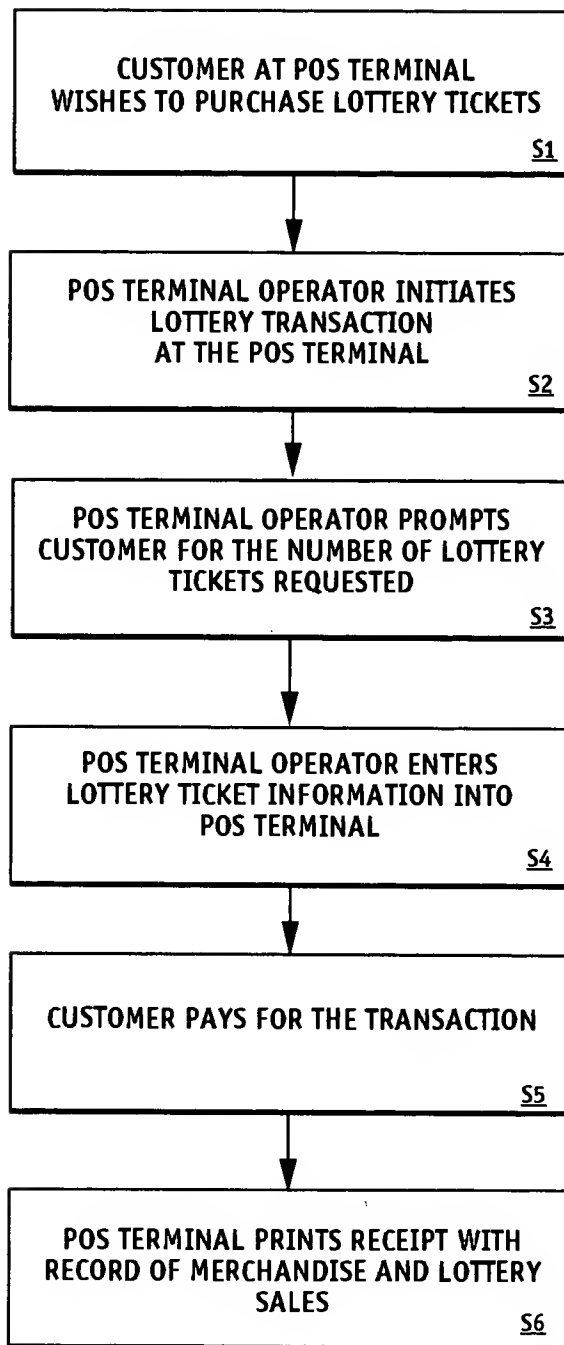 CUSTOMER AT POS TERMINAL
WISHES TO PURCHASE LOTTERY TICKETS
S1
POS TERMINAL OPERATOR INITIATES
LOTTERY TRANSACTION
AT THE POS TERMINAL
S2
POS TERMINAL OPERATOR PROMPTS
CUSTOMER FOR THE NUMBER OF LOTTERY
TICKETS REQUESTED
S3
POS TERMINAL OPERATOR ENTERS
LOTTERY TICKET INFORMATION INTO
POS TERMINAL
S4
CUSTOMER PAYS FOR THE TRANSACTION
S5
POS TERMINAL PRINTS RECEIPT WITH
RECORD OF MERCHANDISE AND LOTTERY
SALES
S6